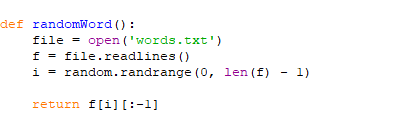 def randomWord():
    file = open('words.txt')
    f = file.readlines()
    i = random.randrange(0, len(f) - 1)

    return f[i][:-1]